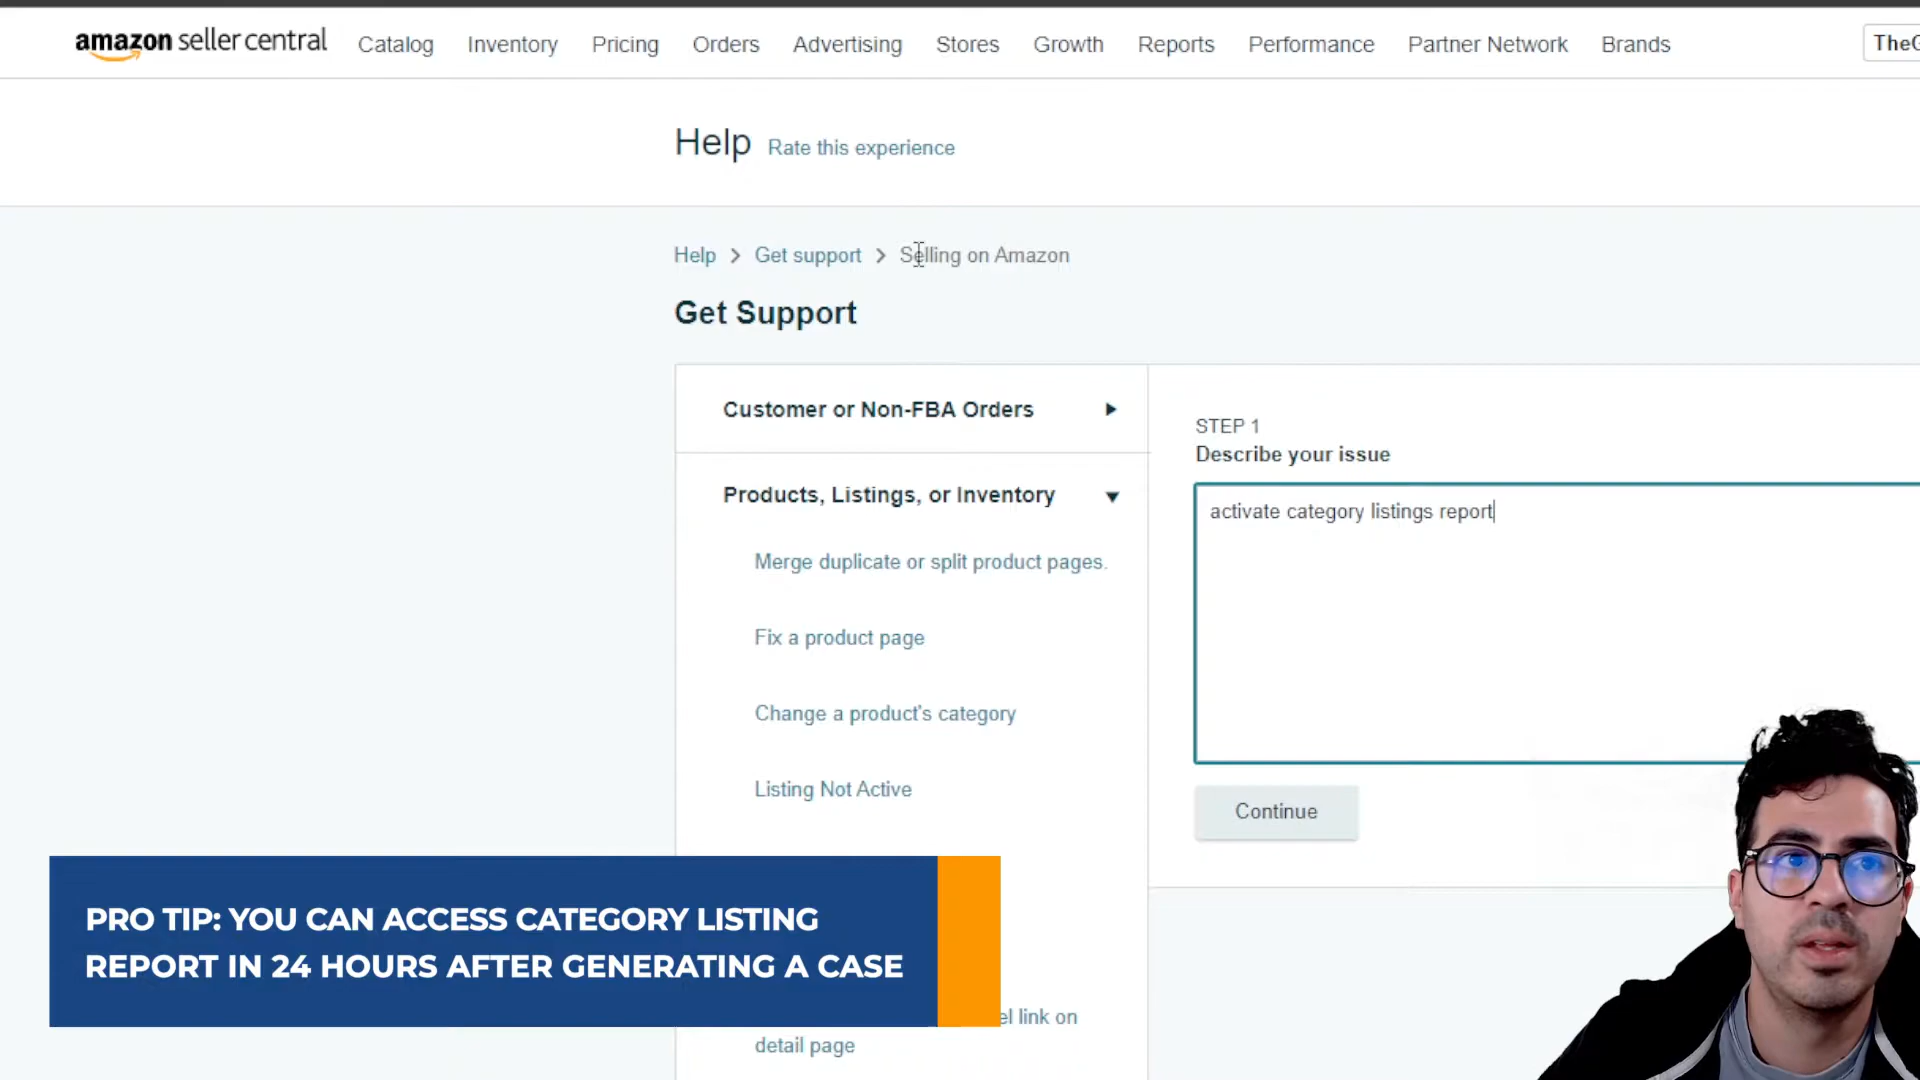 amazon seller central Catalog Inventory Pricing Orders Advertising Stores Growth Reports Performance Partner Network Brands
Help Rate this experience
Help > Get support > Selling on Amazon
Get Support
Customer or Non-FBA Orders
Products, Listings, or Inventory
Merge duplicate or split product pages.
Fix a product page
Change a product's category
Listing Not Active
link on
detail page
STEP 1
Describe your issue
activate category listings report
Continue
PRO TIP: YOU CAN ACCESS CATEGORY LISTING
REPORT IN 24 HOURS AFTER GENERATING A CASE